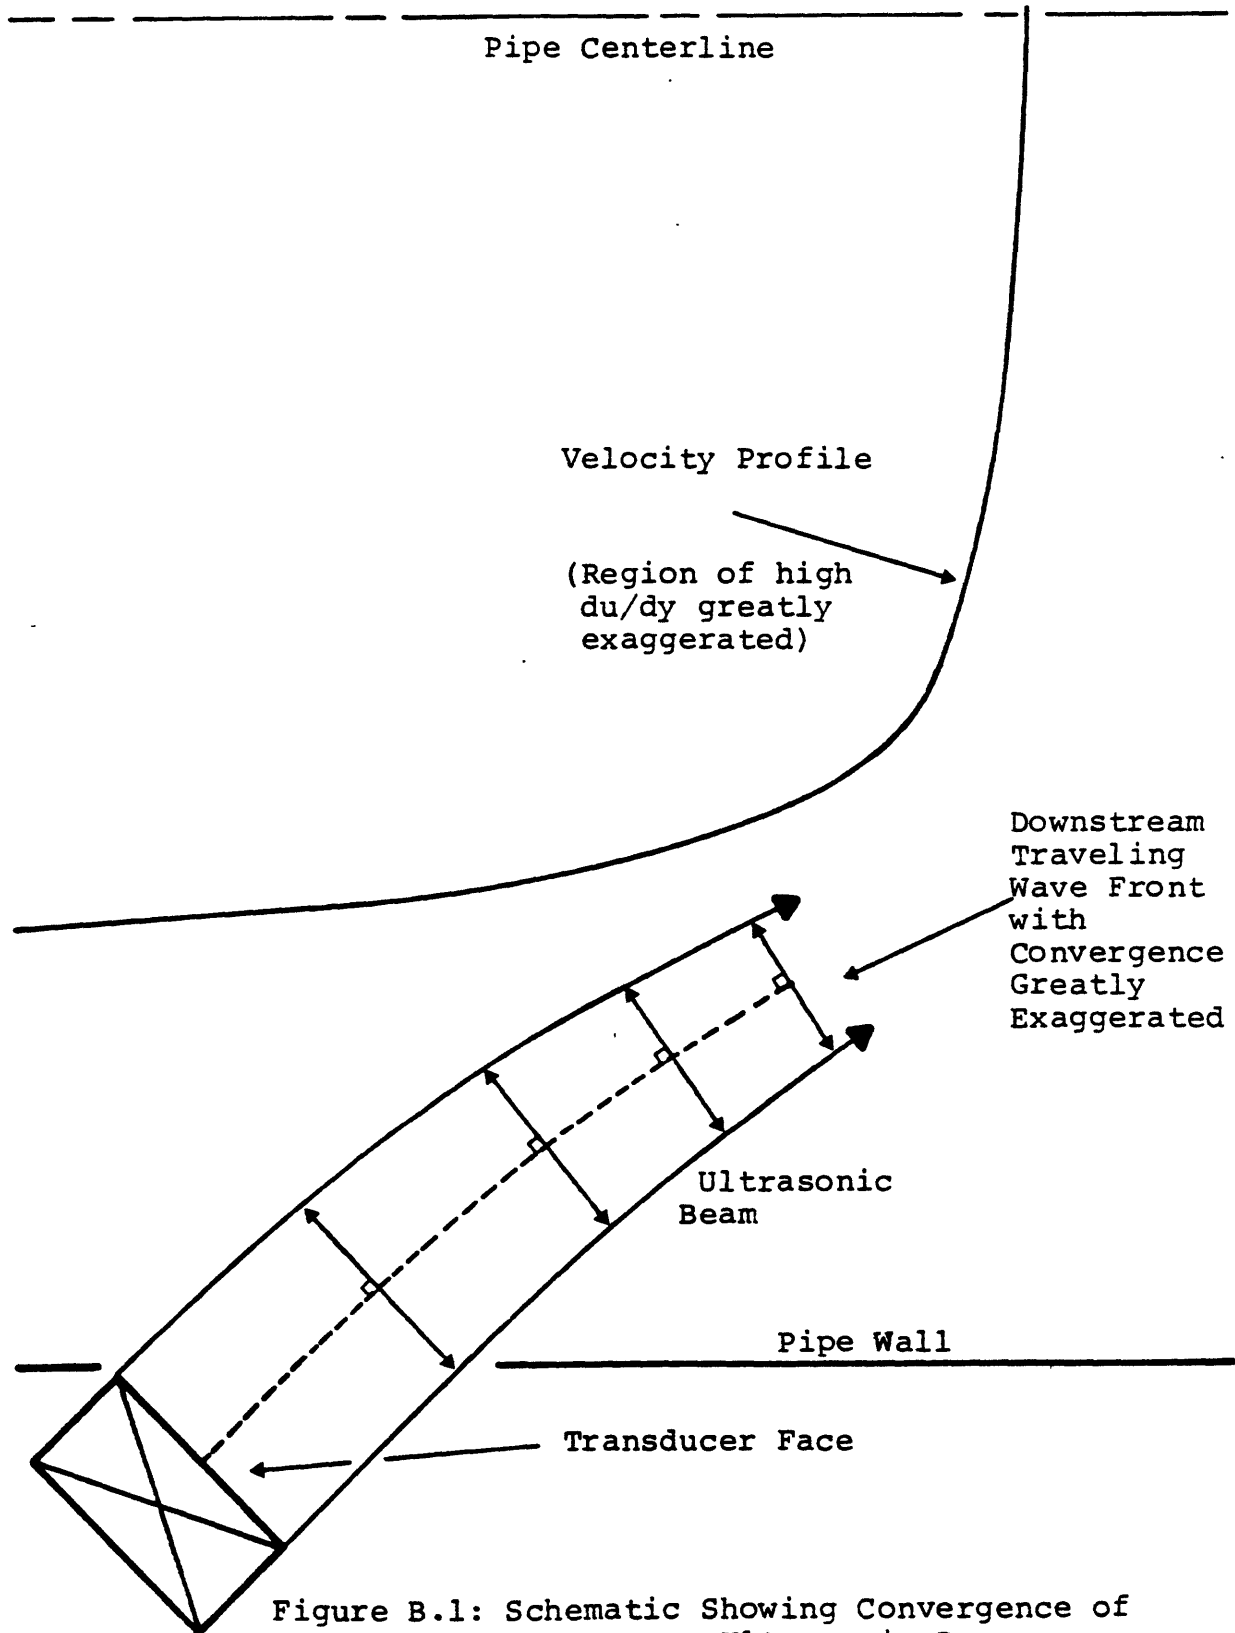 Pipe Centerline
Velocity Profile
(Region of high
du/dy greatly
exaggerated)
Downstream
Traveling
Wave Front
with
Convergence
Greatly
Exaggerated
Ultrasonic
Beam
Pipe Wall
Transducer Face
Figure B.1: Schematic Showing Convergence of